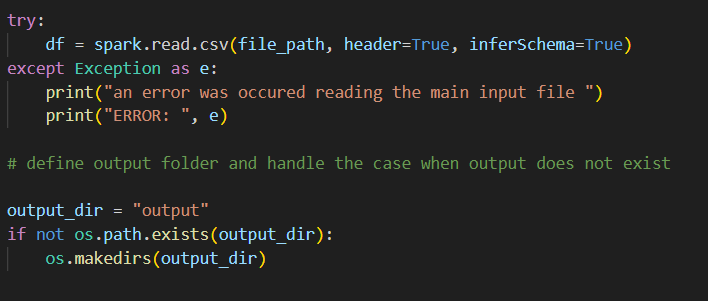 try:
    df = spark.read.csv(file_path, header=True, inferSchema=True)
except Exception as e:
    print("an error was occured reading the main input file ")
    print("ERROR: ", e)
# define output folder and handle the case when output does not exist
output_dir = "output"
if not os.path.exists(output_dir):
    os.makedirs(output_dir)